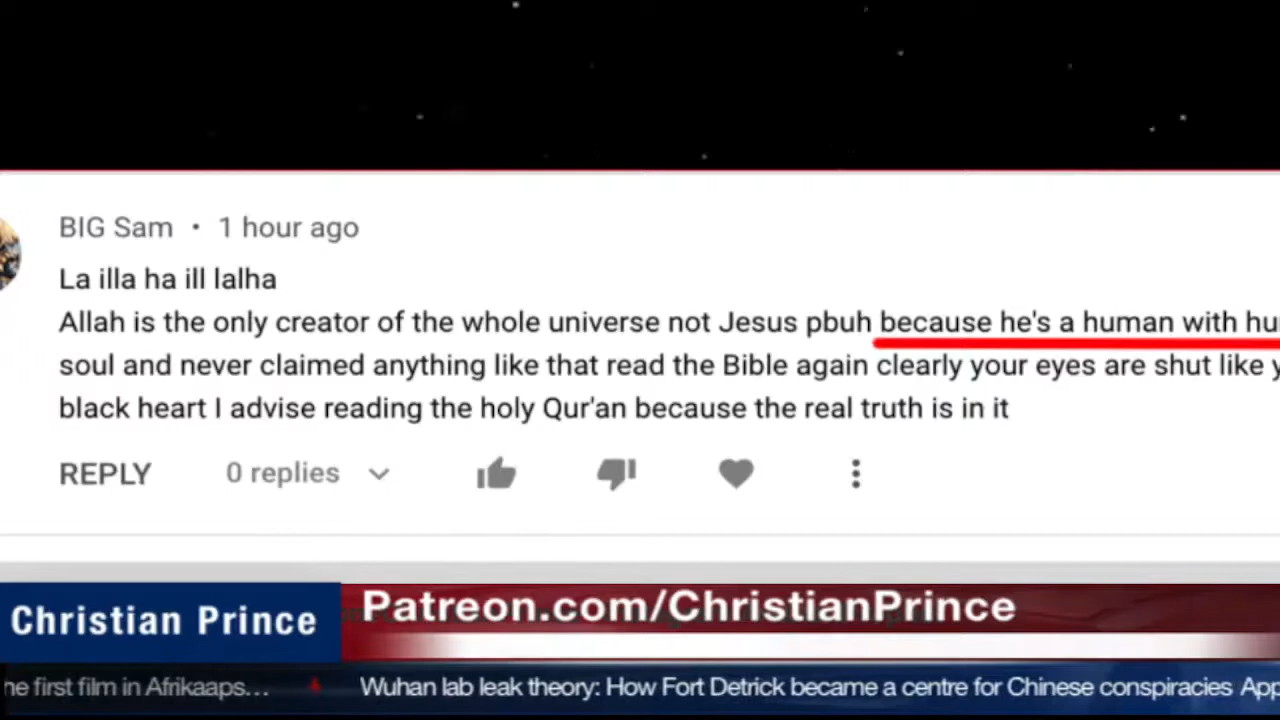 BIG Sam • 1 hour ago
La illa ha ill lalha
Allah is the only creator of the whole universe not Jesus pbuh because he's a human with
soul and never claimed anything like that read the Bible again clearly your eyes are shut like
black heart I advise reading the holy Qur'an because the real truth is in it
REPLY 0 replies
Christian Prince
Patreon.com/ChristianPrince
first film in Afrikaaps... Wuhan lab leak theory: How Fort Detrick became a centre for Chinese conspiracies